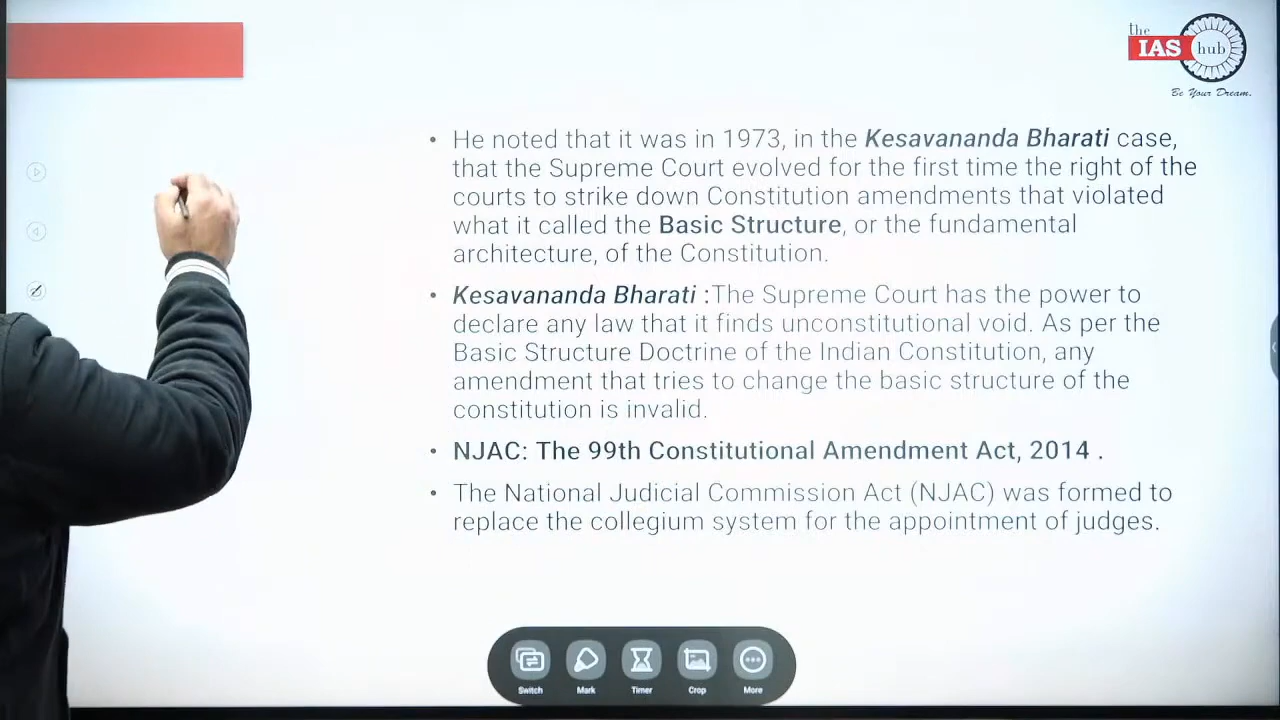 the
IAS hub
Be Your Dream.
• He noted that it was in 1973, in the Kesavananda Bharati case,
that the Supreme Court evolved for the first time the right of the
courts to strike down Constitution amendments that violated
what it called the Basic Structure, or the fundamental
architecture, of the Constitution.
• Kesavananda Bharati :The Supreme Court has the power to
declare any law that it finds unconstitutional void. As per the
Basic Structure Doctrine of the Indian Constitution, any
amendment that tries to change the basic structure of the
constitution is invalid.
• NJAC: The 99th Constitutional Amendment Act, 2014 .
• The National Judicial Commission Act (NJAC) was formed to
replace the collegium system for the appointment of judges.
Switch Mark Timer Crop More